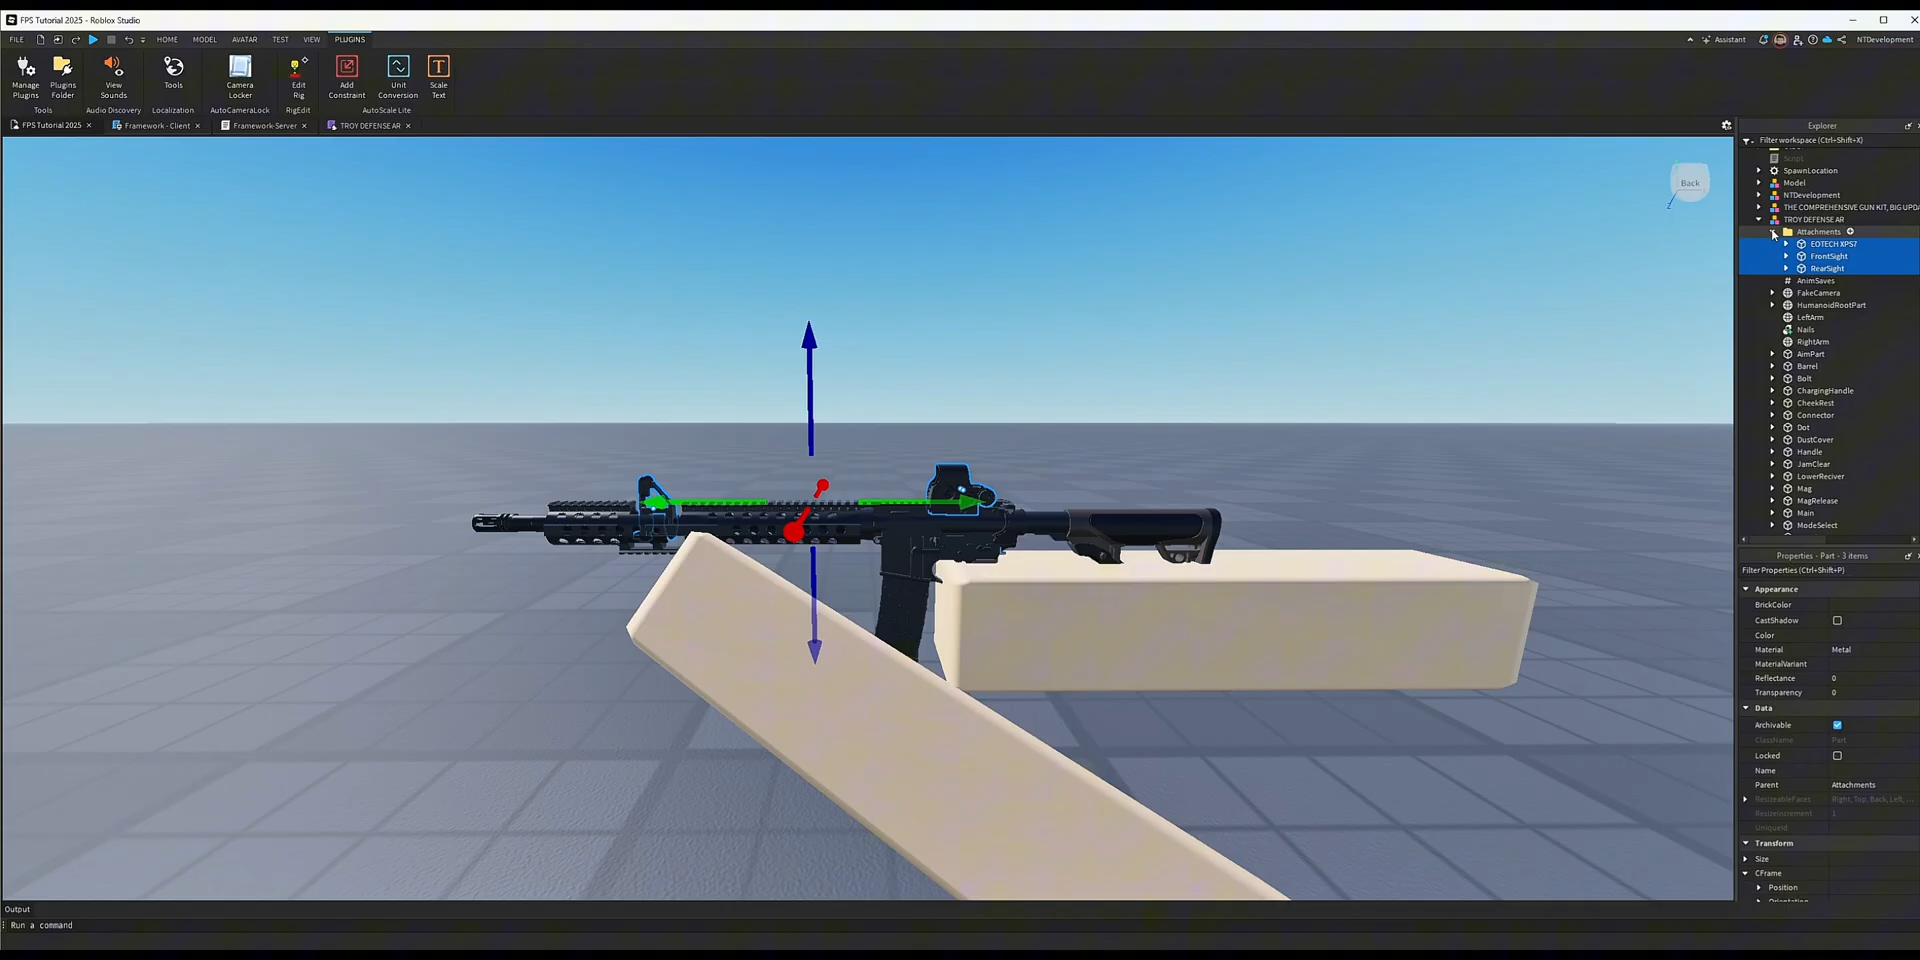 FPS Tutorial 2025 - Roblox Studio
FILE HOME MODEL AVATAR TEST VIEW PLUGINS Assistant NTDevelopment
Manage Plugins
Plugins Folder
View Sounds
Tools
Camera Locker
Edit Rig
Add Constraint
Unit Conversion
Scale Text
Tools Audio Discovery Localization AutoCameraLock RigEdit AutoScale Lite
FPS Tutorial 2025 Framework - Client Framework-Server TROY DEFENSE AR
Back
Z
Explorer
Filter workspace (Ctrl+Shift+X)
Script
SpawnLocation
Model
NTDevelopment
THE COMPREHENSIVE GUN KIT, BIG UPDA
TROY DEFENSE AR
Attachments
EOTECH XPS7
FrontSight
RearSight
AnimSaves
FakeCamera
HumanoidRootPart
LeftArm
Nails
RightArm
AimPart
Barrel
Bolt
ChargingHandle
CheekRest
Connector
Dot
DustCover
Handle
JamClear
LowerReciver
Mag
MagRelease
Main
ModeSelect
Properties - Part - 3 items
Filter Properties (Ctrl+Shift+P)
Appearance
BrickColor
CastShadow
Color
Material Metal
MaterialVariant
Reflectance 0
Transparency 0
Data
Archivable
ClassName Part
Locked
Name
Parent Attachments
ResizeableFaces Right, Top, Back, Left, ...
ResizeIncrement 1
UniqueId
Transform
Size
CFrame
Position
Orientation
Output
Run a command